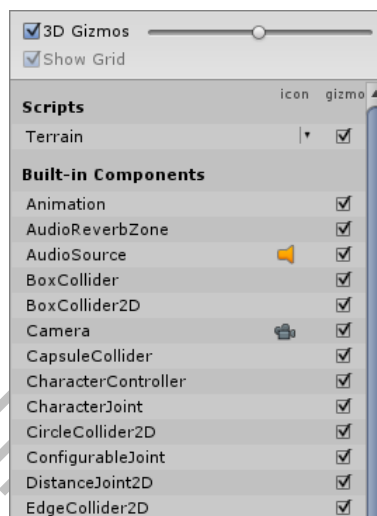 3D Gizmos
Show Grid
icon gizmo
Scripts
Terrain
Built-in Components
Animation
AudioReverbZone
AudioSource
BoxCollider
BoxCollider2D
Camera
CapsuleCollider
CharacterController
CharacterJoint
CircleCollider2D
ConfigurableJoint
DistanceJoint2D
EdgeCollider2D